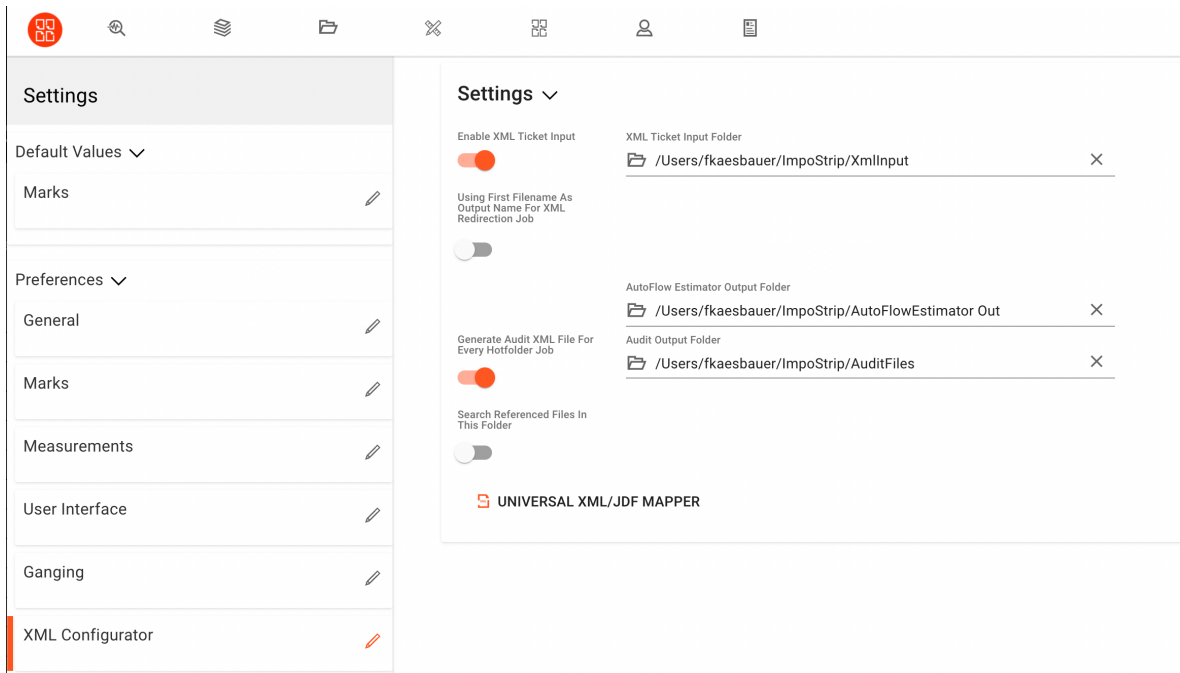 Settings
Default Values
Marks
Preferences
General
Marks
Measurements
User Interface
Ganging
XML Configurator
Settings
Enable XML Ticket Input
XML Ticket Input Folder
/Users/fkaesbauer/ImpoStrip/XmlInput
Using First Filename As
Output Name For XML
Redirection Job
AutoFlow Estimator Output Folder
/Users/fkaesbauer/ImpoStrip/AutoFlowEstimator Out
Generate Audit XML File For
Every Hotfolder Job
Audit Output Folder
/Users/fkaesbauer/ImpoStrip/AuditFiles
Search Referenced Files In
This Folder
UNIVERSAL XML/JDF MAPPER